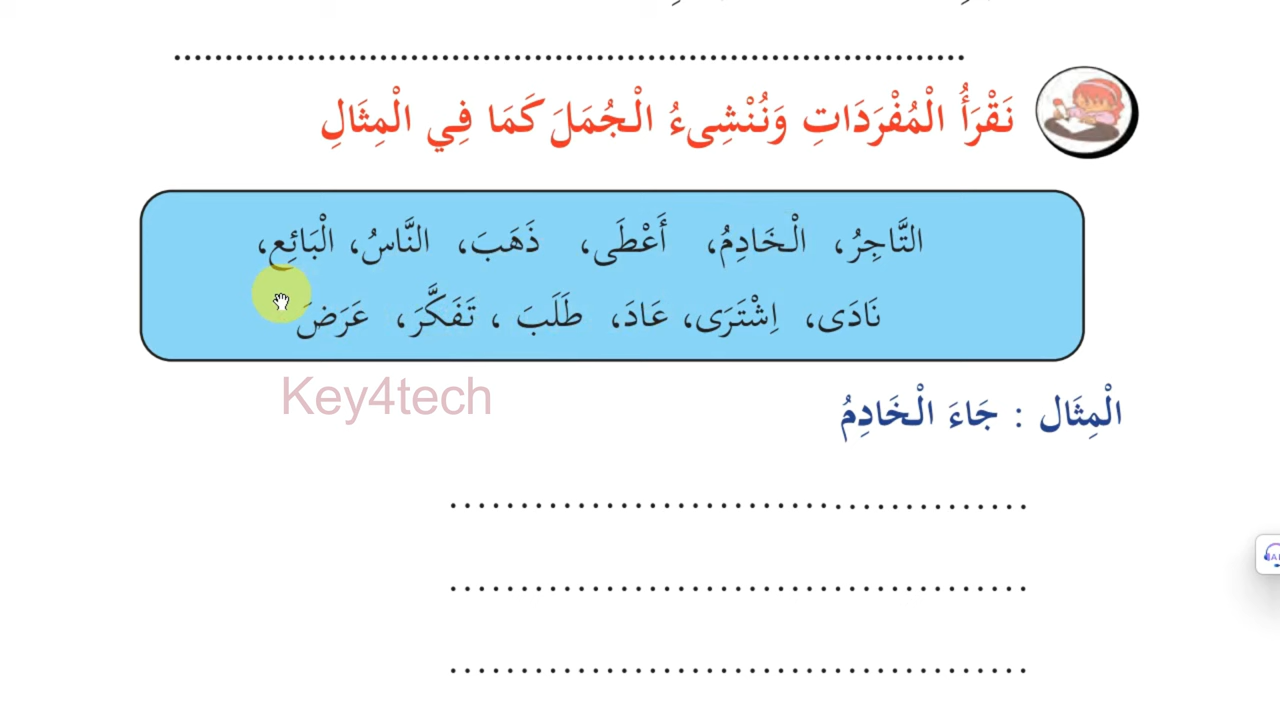 نَقْرَأُ الْمُفْرَدَاتِ وَنُنْشِىءُ الْجُمَلَ كَمَا فِي الْمِثَالِ
التَّاجِرُ، الْخَادِمُ، أَعْطَى، ذَهَبَ، النَّاسُ، الْبَائِعِ،
نَادَى، اِشْتَرَى، عَادَ، طَلَبَ ، تَفَكَّرَ، عَرَضَ
Key4tech
الْمِثَال : جَاءَ الْخَادِمُ